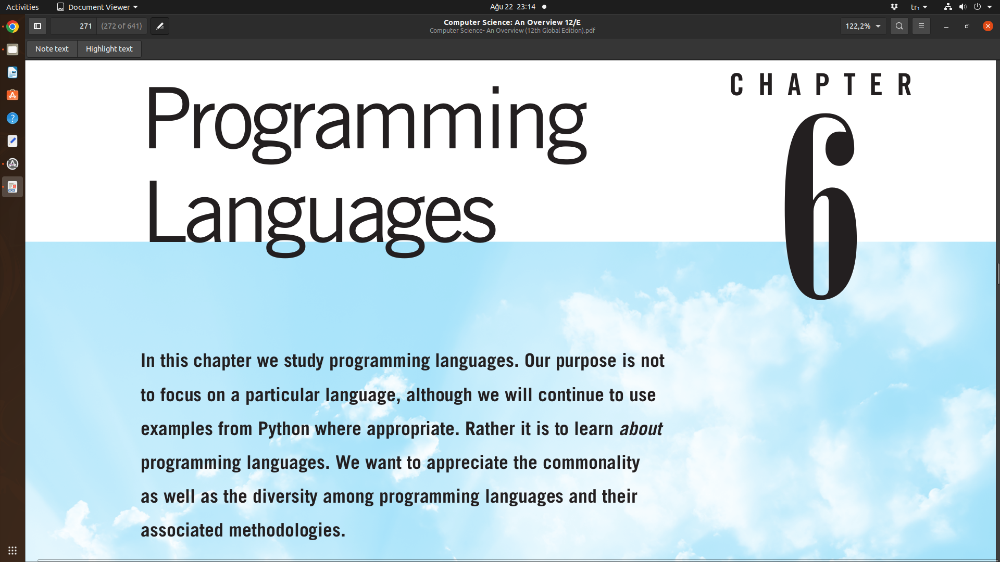 Activities
Document Viewer
Ağu 22 23:14
tr₁
271
(272 of 641)
Computer Science: An Overview 12/E
Computer Science- An Overview (12th Global Edition).pdf
122,2%
Note text
Highlight text
CHAPTER
6
Programming
Languages
In this chapter we study programming languages. Our purpose is not
to focus on a particular language, although we will continue to use
examples from Python where appropriate. Rather it is to learn about
programming languages. We want to appreciate the commonality
as well as the diversity among programming languages and their
associated methodologies.